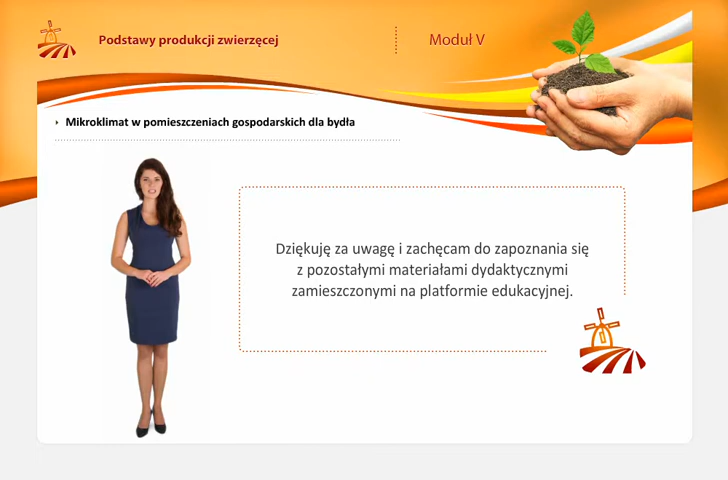 Podstawy produkcji zwierzęcej
Moduł V
Mikroklimat w pomieszczeniach gospodarskich dla bydła
Dziękuję za uwagę i zachęcam do zapoznania się
z pozostałymi materiałami dydaktycznymi
zamieszczonymi na platformie edukacyjnej.